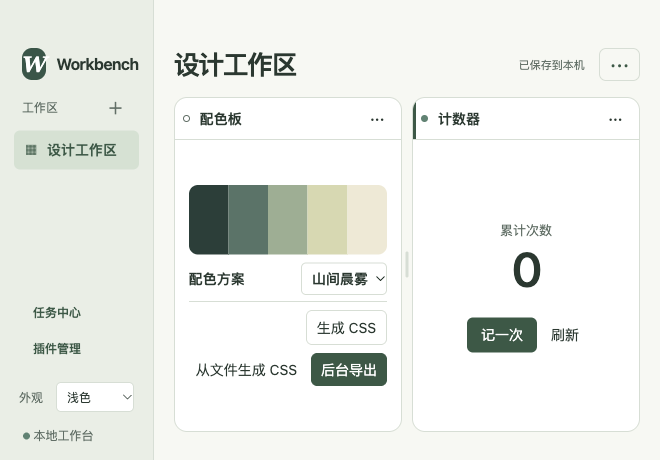 W Workbench
工作区 +
设计工作区
任务中心
插件管理
外观 浅色
本地工作台
设计工作区
已保存到本机 ...
配色板 ...
配色方案 山间晨雾
生成 CSS
从文件生成 CSS 后台导出
计数器 ...
累计次数
0
记一次 刷新